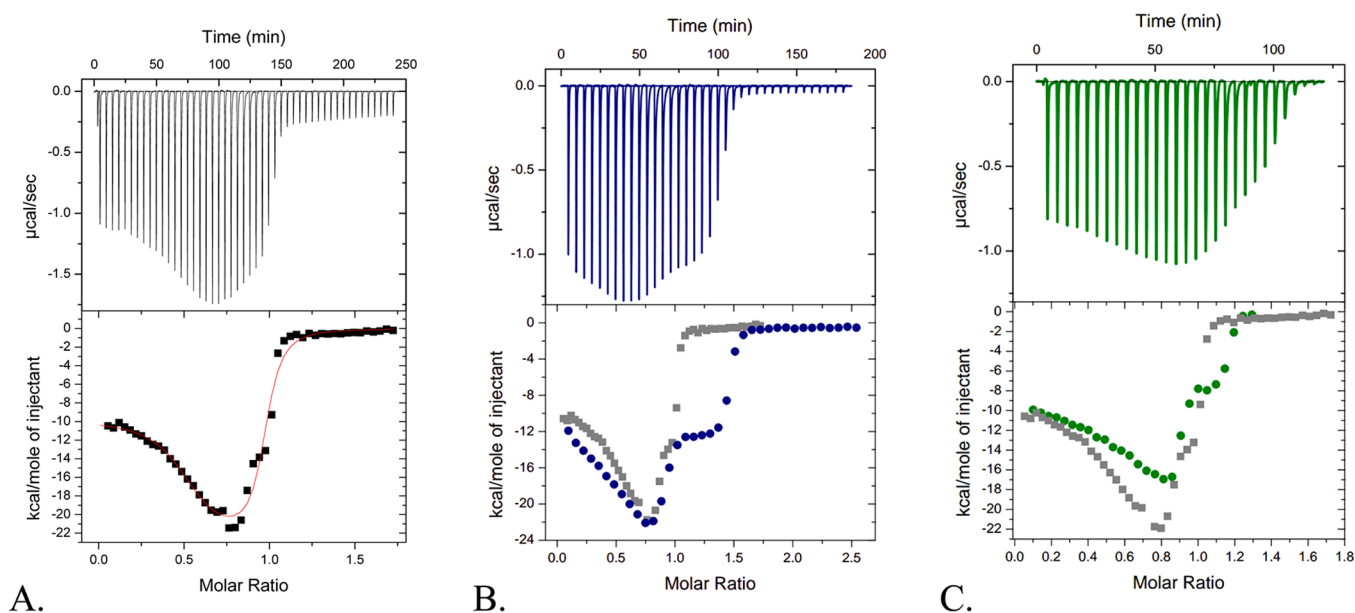 Time (min)
0 50 100 150 200 250
0.0
-0.5
-1.0
-1.5
µcal/sec
0
-2
-4
-6
-8
-10
-12
-14
-16
-18
-20
-22
kcal/mole of injectant
0.0 0.5 1.0 1.5
Molar Ratio
A.
Time (min)
0 50 100 150 200
0.0
-0.5
-1.0
µcal/sec
0
-4
-8
-12
-16
-20
-24
kcal/mole of injectant
0.0 0.5 1.0 1.5 2.0 2.5
Molar Ratio
B.
Time (min)
0 50 100
0.0
-0.5
-1.0
µcal/sec
0
-2
-4
-6
-8
-10
-12
-14
-16
-18
-20
-22
kcal/mole of injectant
0.0 0.2 0.4 0.6 0.8 1.0 1.2 1.4 1.6 1.8
Molar Ratio
C.